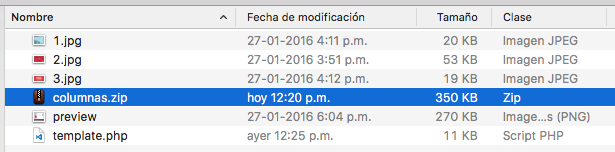 Nombre Fecha de modificación Tamaño Clase
1.jpg 27-01-2016 4:11 p.m. 20 KB Imagen JPEG
2.jpg 27-01-2016 3:51 p.m. 53 KB Imagen JPEG
3.jpg 27-01-2016 4:12 p.m. 19 KB Imagen JPEG
columnas.zip hoy 12:20 p.m. 350 KB Zip
preview 27-01-2016 6:04 p.m. 270 KB Image...s (PNG)
template.php ayer 12:25 p.m. 11 KB Script PHP